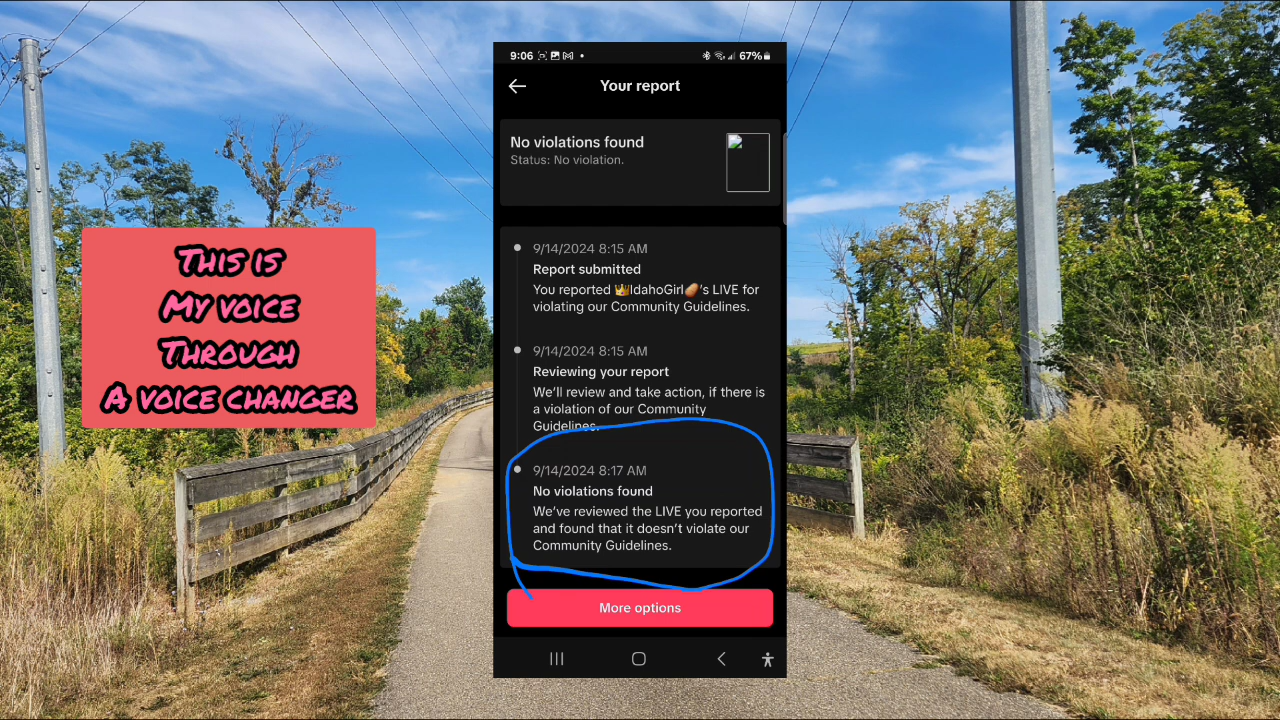 THIS IS
MY VOICE
THROUGH
A VOICE CHANGER
9:06 67%
Your report
No violations found
Status: No violation.
9/14/2024 8:15 AM
Report submitted
You reported 👑IdahoGirl🥔's LIVE for
violating our Community Guidelines.
9/14/2024 8:15 AM
Reviewing your report
We'll review and take action, if there is
a violation of our Community
Guidelines.
9/14/2024 8:17 AM
No violations found
We've reviewed the LIVE you reported
and found that it doesn't violate our
Community Guidelines.
More options